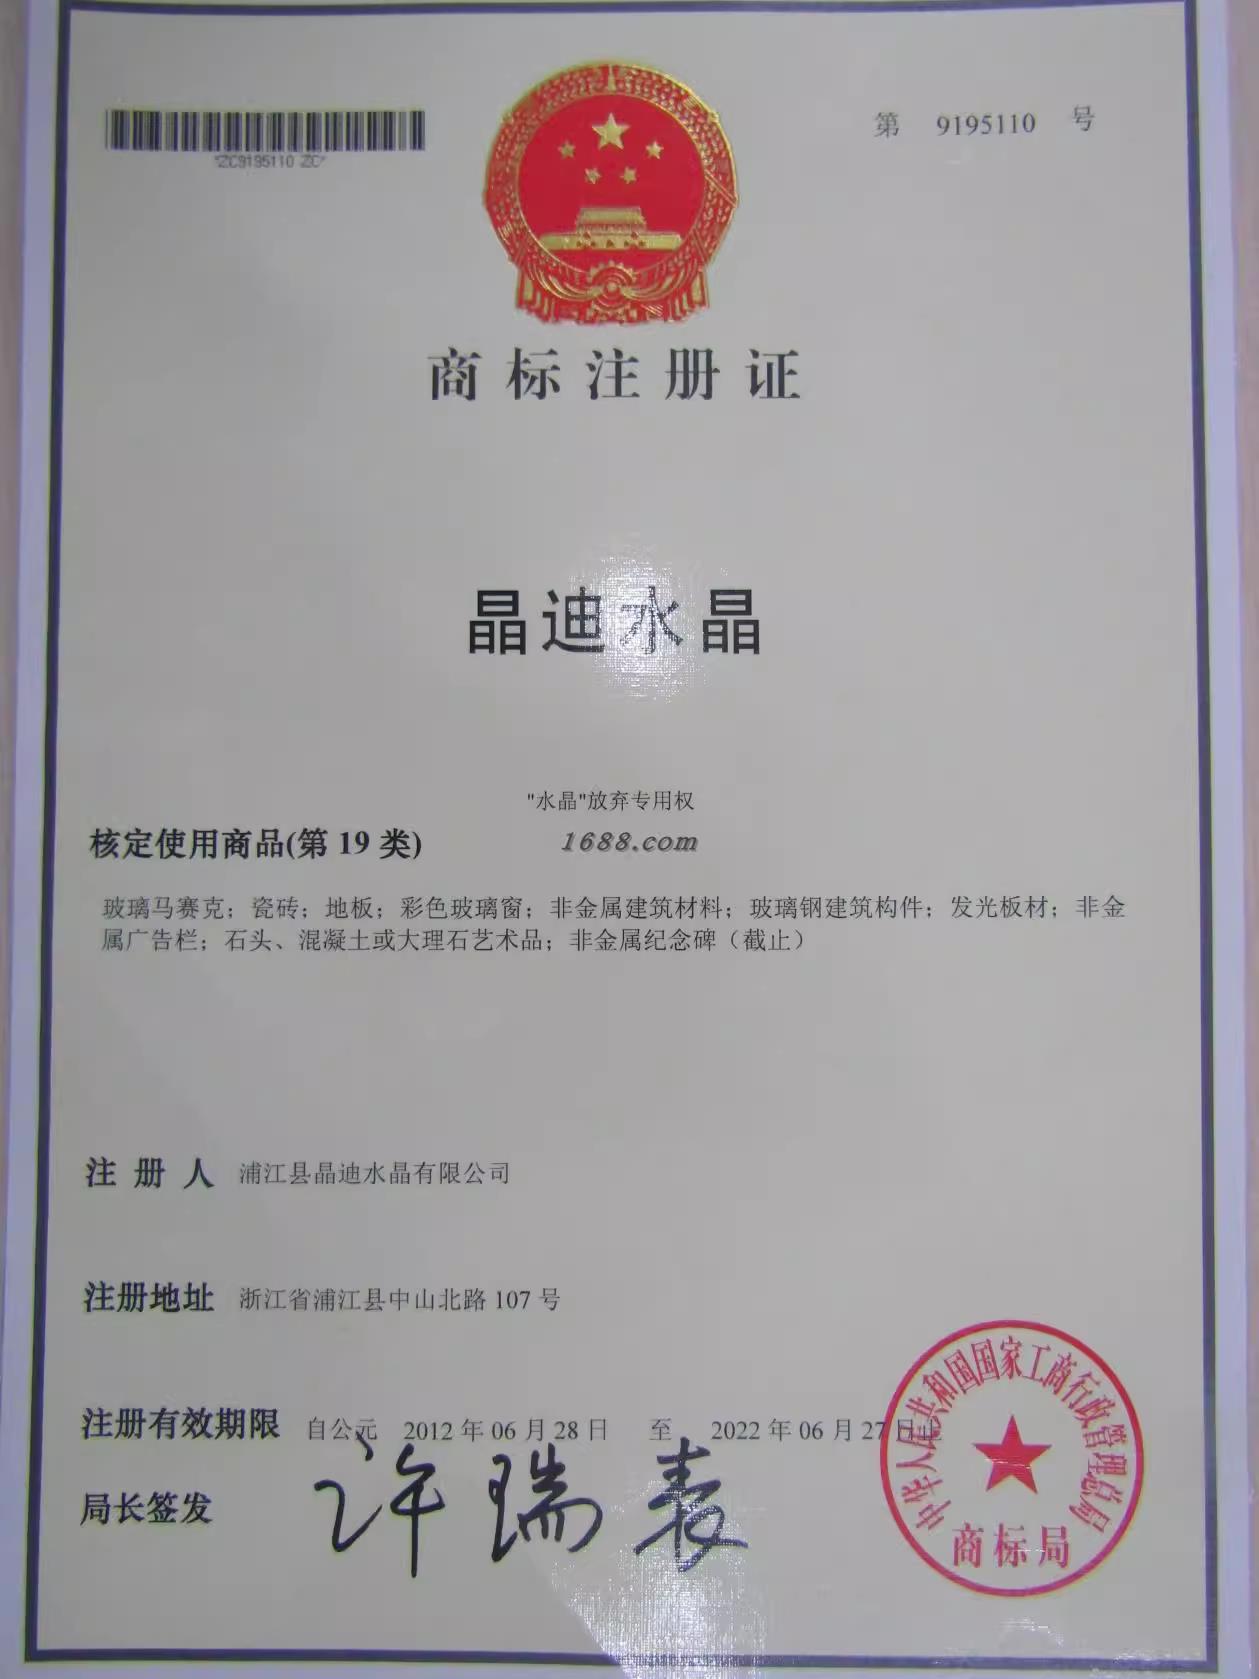 *ZC9195110 ZC*
第 9195110 号
商标注册证
晶迪水晶
"水晶"放弃专用权
1688.com
核定使用商品(第 19 类)
玻璃马赛克；瓷砖；地板；彩色玻璃窗；非金属建筑材料；玻璃钢建筑构件；发光板材；非金
属广告栏；石头、混凝土或大理石艺术品；非金属纪念碑（截止）
注册人 浦江县晶迪水晶有限公司
注册地址 浙江省浦江县中山北路 107 号
注册有效期限 自公元 2012 年 06 月 28 日 至 2022 年 06 月 27 日止
局长签发 许瑞表
中华人民共和国国家工商行政管理总局
商标局